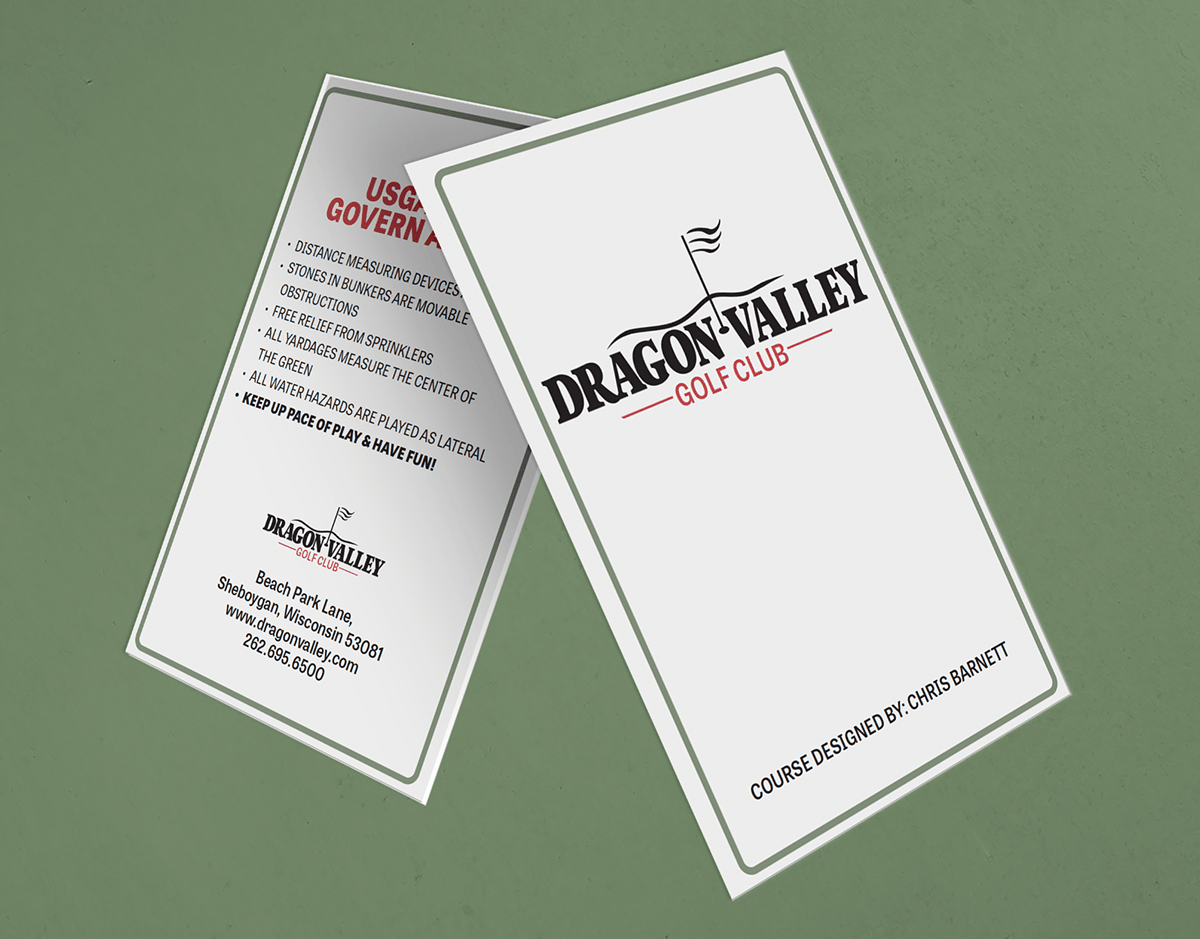 USGA
GOVERN A
• DISTANCE MEASURING DEVICES
• STONES IN BUNKERS ARE MOVABLE
OBSTRUCTIONS
• FREE RELIEF FROM SPRINKLERS
• ALL YARDAGES MEASURE THE CENTER OF
THE GREEN
• ALL WATER HAZARDS ARE PLAYED AS LATERAL
• KEEP UP PACE OF PLAY & HAVE FUN!
DRAGON VALLEY
GOLF CLUB
Beach Park Lane,
Sheboygan, Wisconsin 53081
www.dragonvalley.com
262.695.6500
DRAGON VALLEY
GOLF CLUB
COURSE DESIGNED BY: CHRIS BARNETT